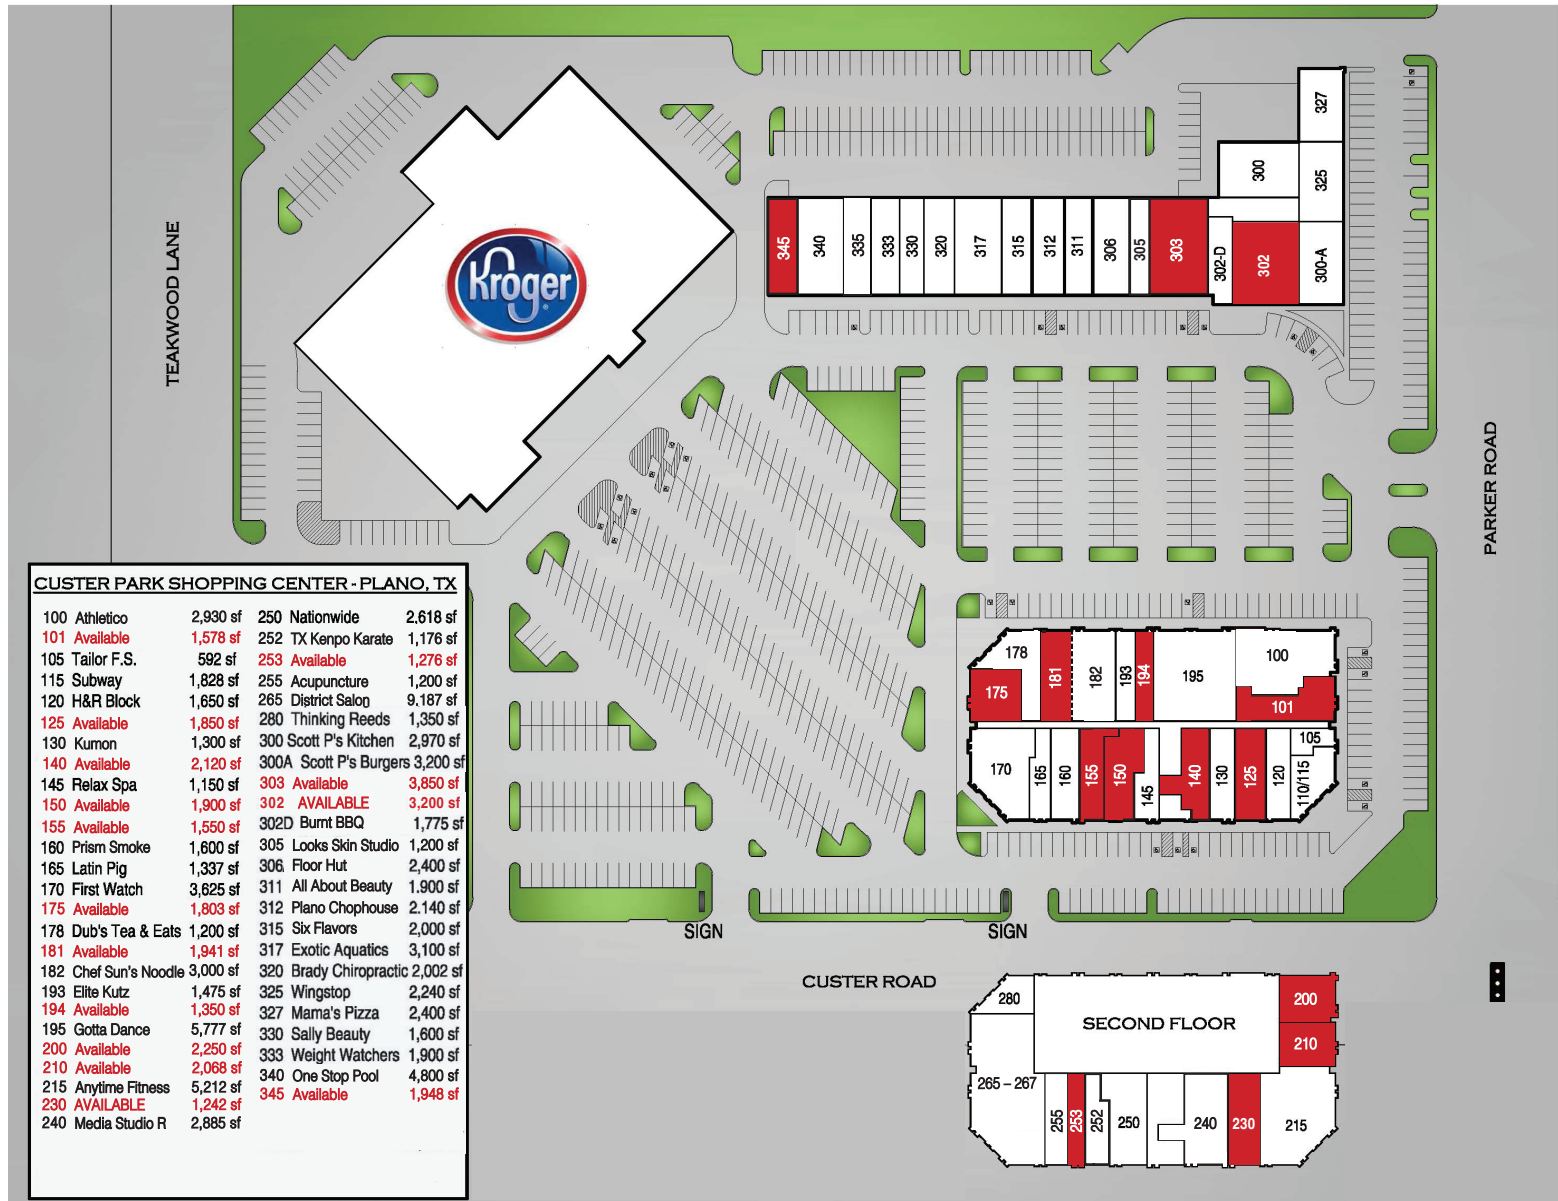 TEAKWOOD LANE
Kroger
345
340
335
333
330
320
317
315
312
311
306
305
303
302-D
302
300-A
300
325
327
PARKER ROAD
CUSTER PARK SHOPPING CENTER - PLANO, TX
100 Athletico 2,930 sf
101 Available 1,578 sf
105 Tailor F.S. 592 sf
115 Subway 1,828 sf
120 H&R Block 1,650 sf
125 Available 1,850 sf
130 Kumon 1,300 sf
140 Available 2,120 sf
145 Relax Spa 1,150 sf
150 Available 1,900 sf
155 Available 1,550 sf
160 Prism Smoke 1,600 sf
165 Latin Pig 1,337 sf
170 First Watch 3,625 sf
175 Available 1,803 sf
178 Dub's Tea & Eats 1,200 sf
181 Available 1,941 sf
182 Chef Sun's Noodle 3,000 sf
193 Elite Kutz 1,475 sf
194 Available 1,350 sf
195 Gotta Dance 5,777 sf
200 Available 2,250 sf
210 Available 2,068 sf
215 Anytime Fitness 5,212 sf
230 AVAILABLE 1,242 sf
240 Media Studio R 2,885 sf
250 Nationwide 2.618 sf
252 TX Kenpo Karate 1,176 sf
253 Available 1,276 sf
255 Acupuncture 1,200 sf
265 District Salon 9.187 sf
280 Thinking Reeds 1,350 sf
300 Scott P's Kitchen 2,970 sf
300A Scott P's Burgers 3,200 sf
303 Available 3,850 sf
302 AVAILABLE 3,200 sf
302D Burnt BBQ 1,775 sf
305 Looks Skin Studio 1,200 sf
306 Floor Hut 2,400 sf
311 All About Beauty 1.900 sf
312 Plano Chophouse 2.140 sf
315 Six Flavors 2,000 sf
317 Exotic Aquatics 3,100 sf
320 Brady Chiropractic 2,002 sf
325 Wingstop 2,240 sf
327 Mama's Pizza 2,400 sf
330 Sally Beauty 1,600 sf
333 Weight Watchers 1,900 sf
340 One Stop Pool 4,800 sf
345 Available 1,948 sf
178
175
181
182
193
194
195
100
101
170
165
160
155
150
145
140
130
125
120
110/115
105
SIGN
SIGN
CUSTER ROAD
280
SECOND FLOOR
200
210
265 – 267
255
253
252
250
240
230
215